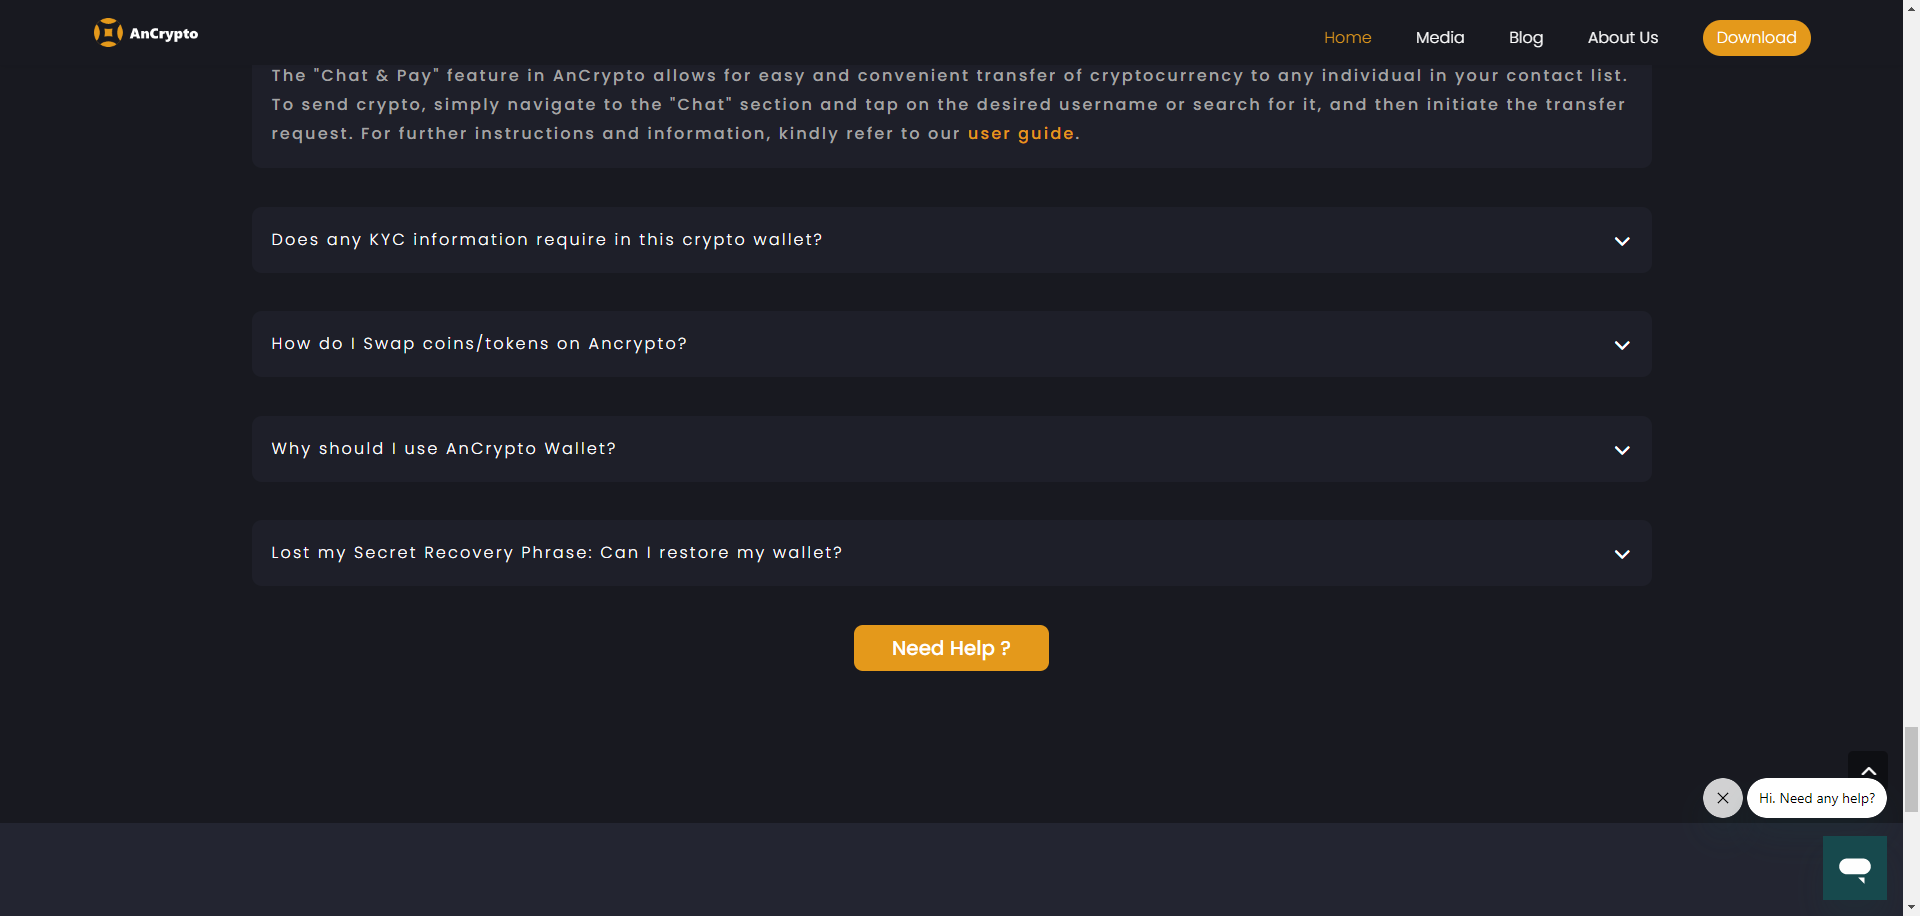 AnCrypto
Home
Media
Blog
About Us
Download
The "Chat & Pay" feature in AnCrypto allows for easy and convenient transfer of cryptocurrency to any individual in your contact list.
To send crypto, simply navigate to the "Chat" section and tap on the desired username or search for it, and then initiate the transfer
request. For further instructions and information, kindly refer to our user guide.
Does any KYC information require in this crypto wallet?
How do I Swap coins/tokens on Ancrypto?
Why should I use AnCrypto Wallet?
Lost my Secret Recovery Phrase: Can I restore my wallet?
Need Help ?
Hi. Need any help?